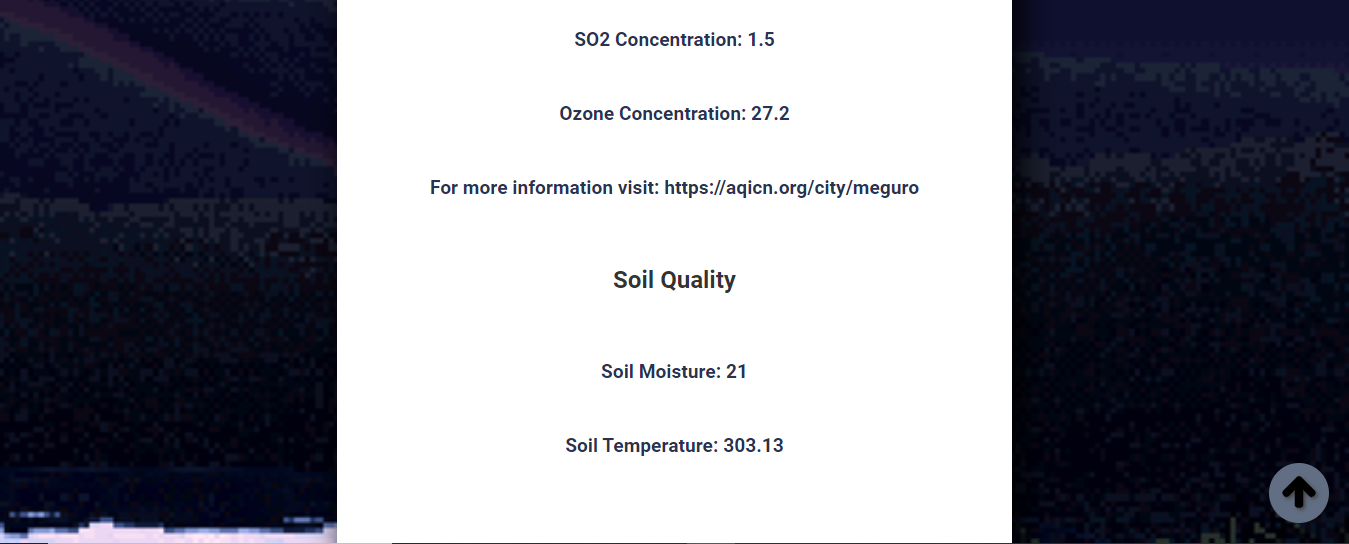 SO2 Concentration: 1.5
Ozone Concentration: 27.2
For more information visit: https://aqicn.org/city/meguro
Soil Quality
Soil Moisture: 21
Soil Temperature: 303.13